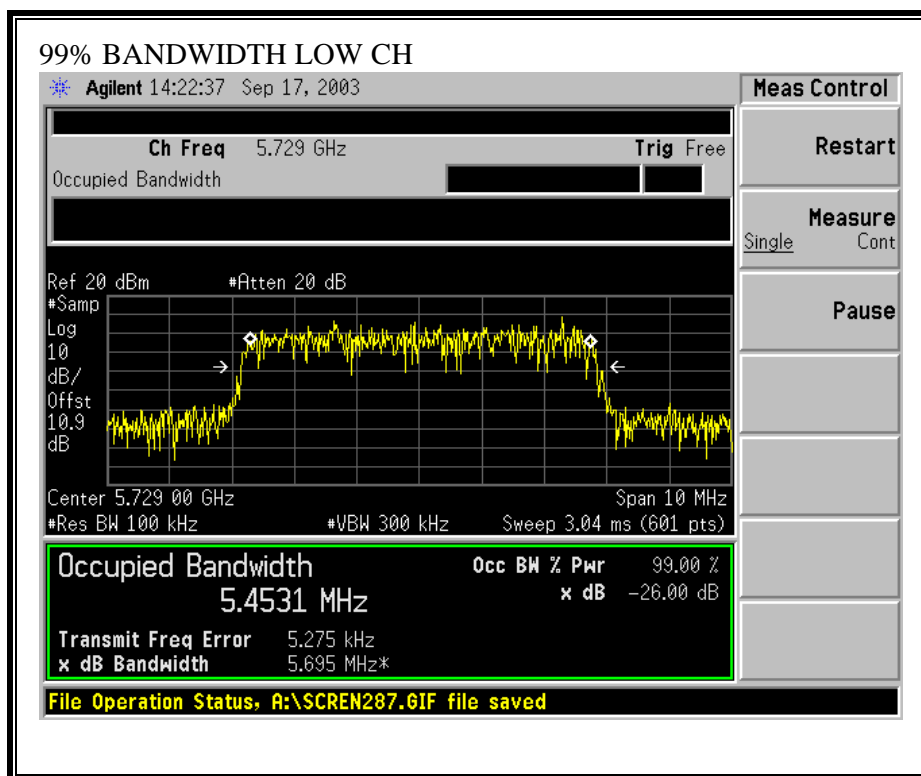 99% BANDWIDTH LOW CH
Agilent 14:22:37 Sep 17, 2003
Meas Control
Ch Freq 5.729 GHz Trig Free
Occupied Bandwidth
Restart
Measure
Single Cont
Pause
Ref 20 dBm #Atten 20 dB
#Samp
Log
10
dB/
Offst
10.9
dB
Center 5.729 00 GHz Span 10 MHz
#Res BW 100 kHz #VBW 300 kHz Sweep 3.04 ms (601 pts)
Occupied Bandwidth Occ BW % Pwr 99.00 %
5.4531 MHz x dB -26.00 dB
Transmit Freq Error 5.275 kHz
x dB Bandwidth 5.695 MHz*
File Operation Status, A:\SCREN287.GIF file saved